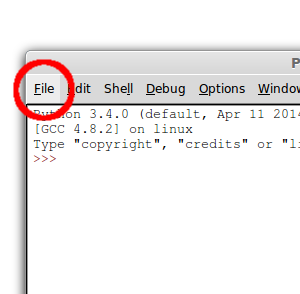 P
File Edit Shell Debug Options Window
Python 3.4.0 (default, Apr 11 2014
[GCC 4.8.2] on linux
Type "copyright", "credits" or "li
>>>